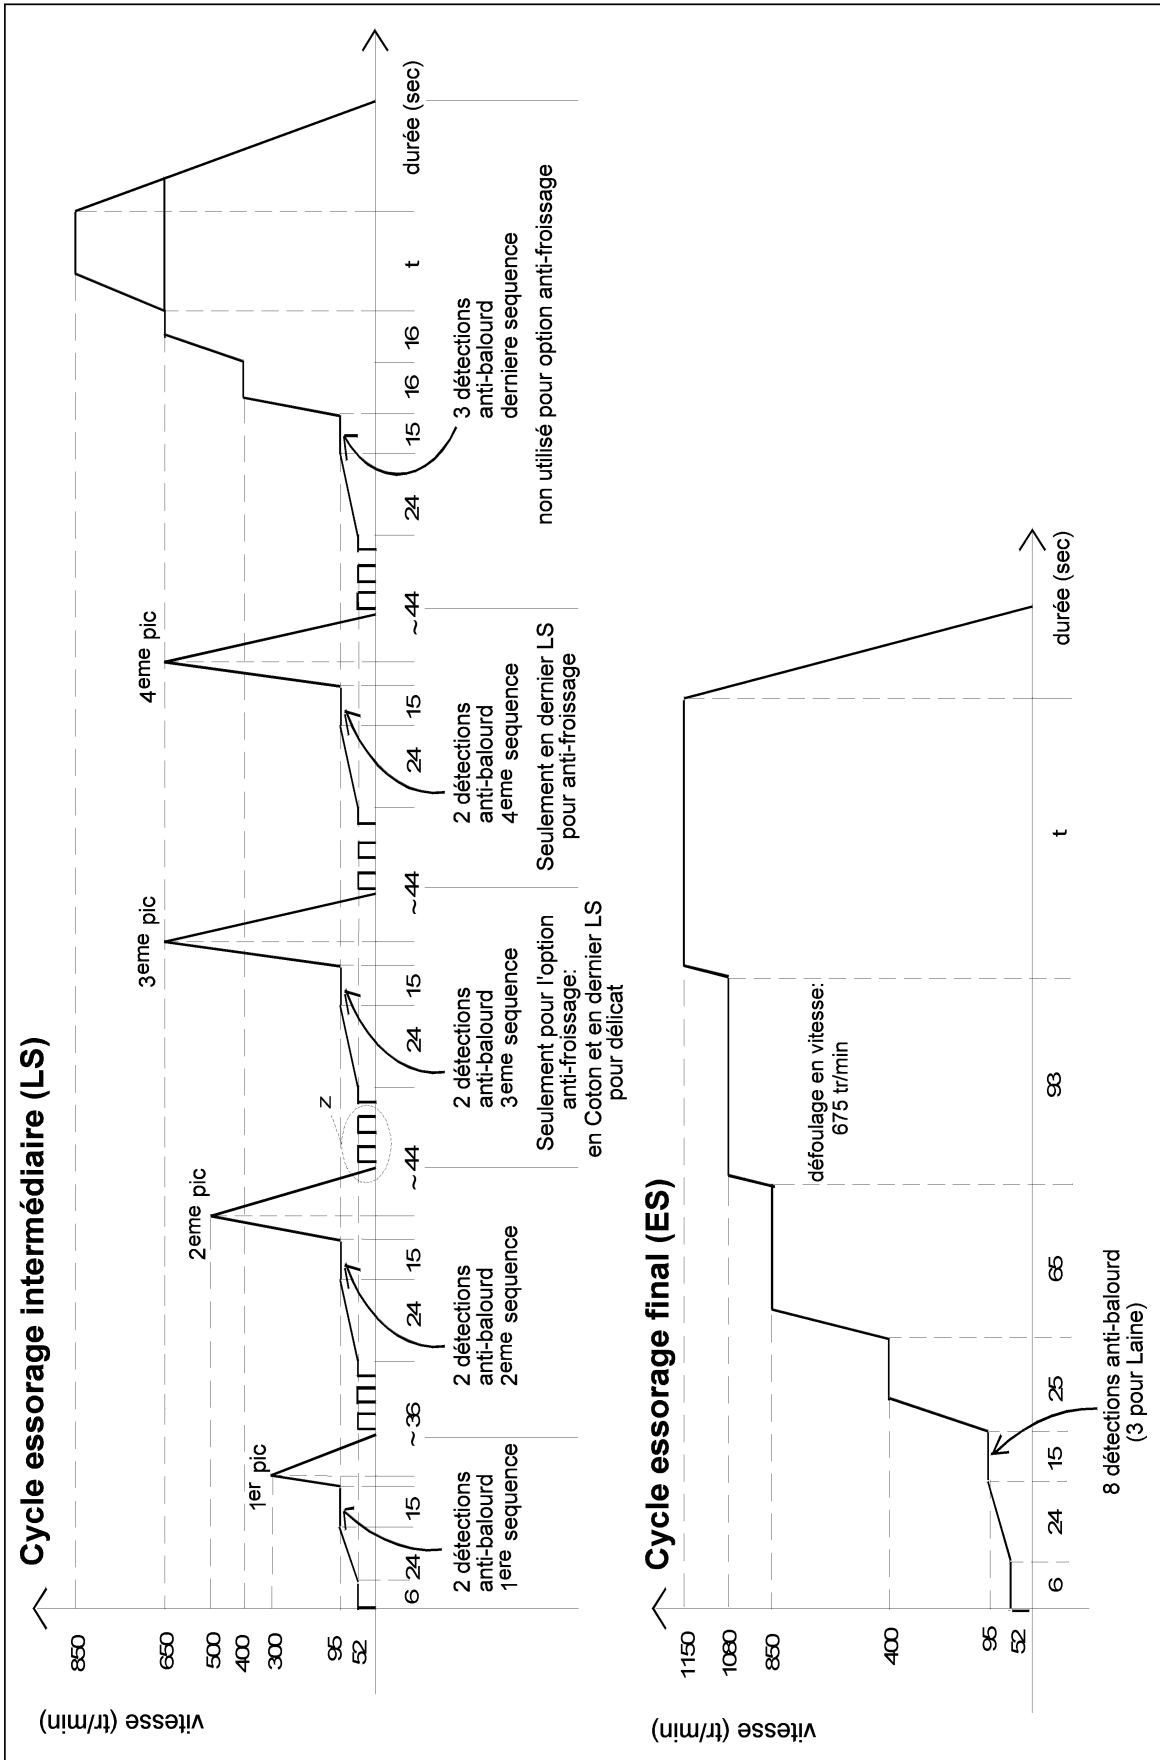 Cycle essorage intermédiaire (LS)
vitesse (tr/min)
850
650
500
400
300
95
52
1er pic
2eme pic
3eme pic
4eme pic
z
6
24
15
~36
24
15
~44
24
15
~44
24
15
~44
24
15
16
16
t
durée (sec)
2 détections
anti-balourd
1ere sequence
2 détections
anti-balourd
2eme sequence
2 détections
anti-balourd
3eme sequence
Seulement pour l'option
anti-froissage:
en Coton et en dernier LS
pour délicat
2 détections
anti-balourd
4eme sequence
Seulement en dernier LS
pour anti-froissage
3 détections
anti-balourd
derniere sequence
non utilisé pour option anti-froissage
Cycle essorage final (ES)
vitesse (tr/min)
1150
1080
850
400
95
52
défoulage en vitesse:
675 tr/min
6
24
15
25
65
93
t
durée (sec)
8 détections anti-balourd
(3 pour Laine)